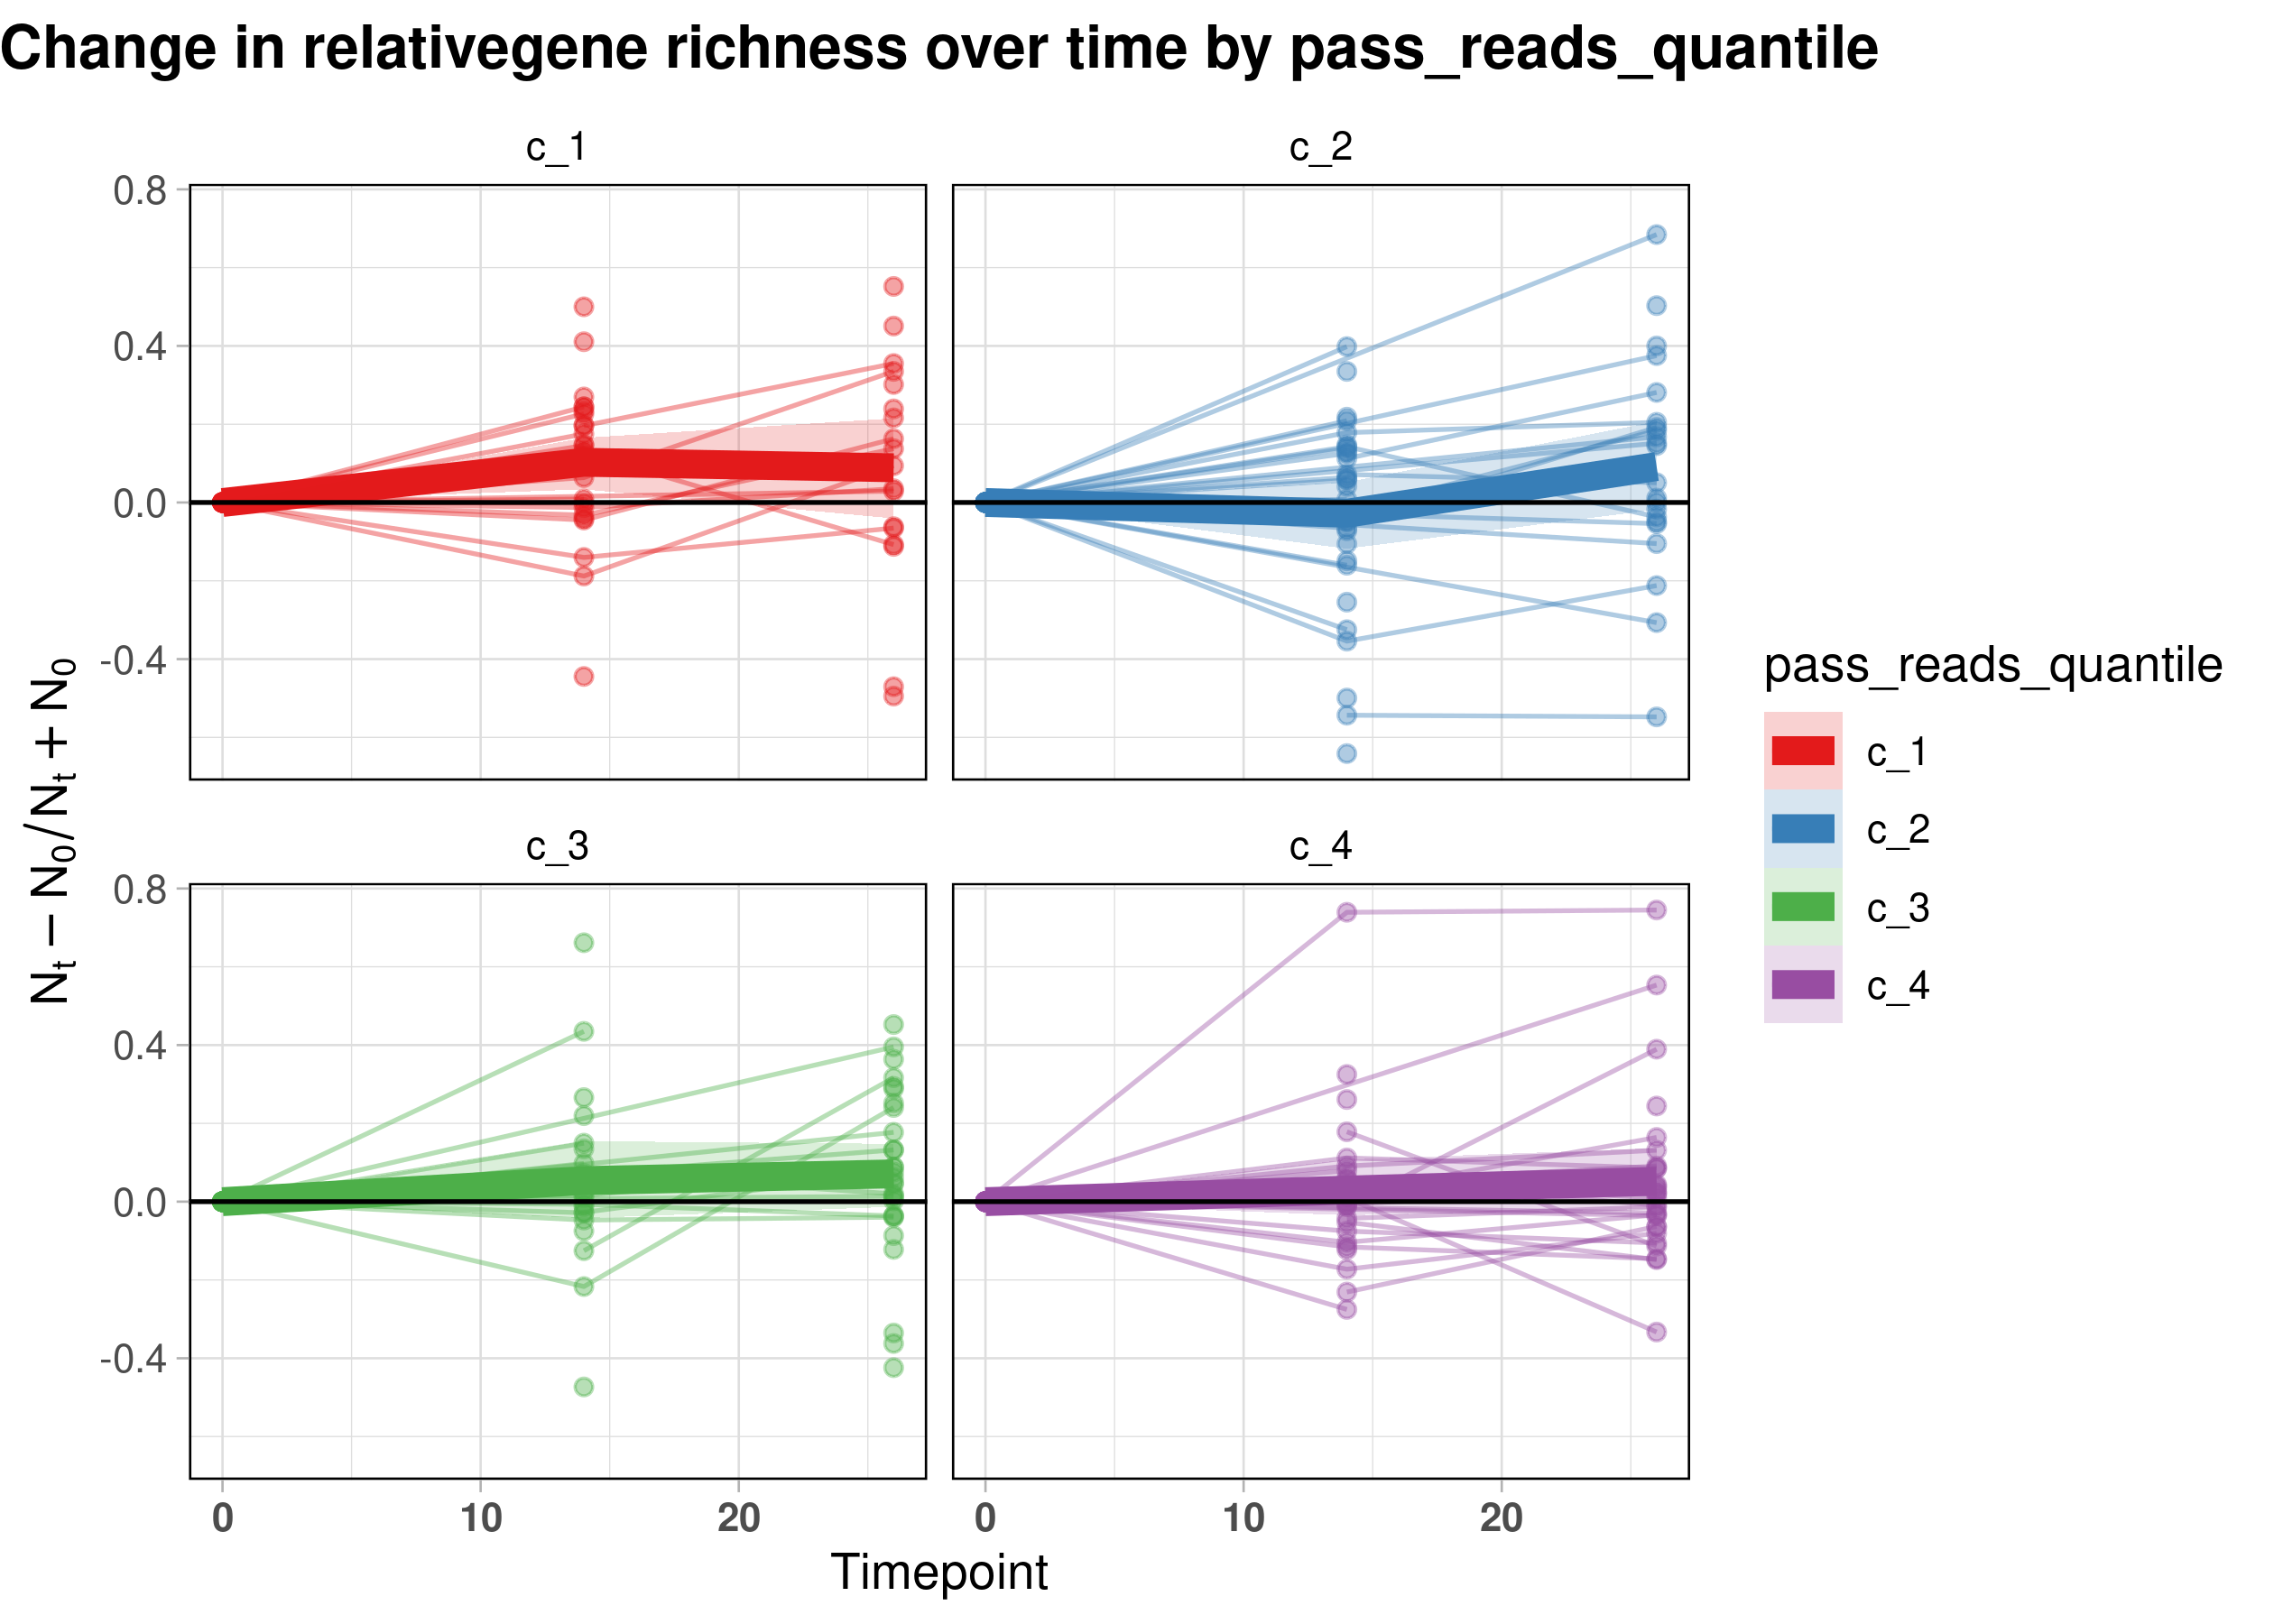 Change in relativegene richness over time by pass_reads_quantile
c_1
c_2
0.8
0.4
0.0
-0.4
c_3
c_4
0.8
0.4
0.0
-0.4
0
10
20
0
10
20
Timepoint
Nₜ − N₀/Nₜ + N₀
pass_reads_quantile
c_1
c_2
c_3
c_4